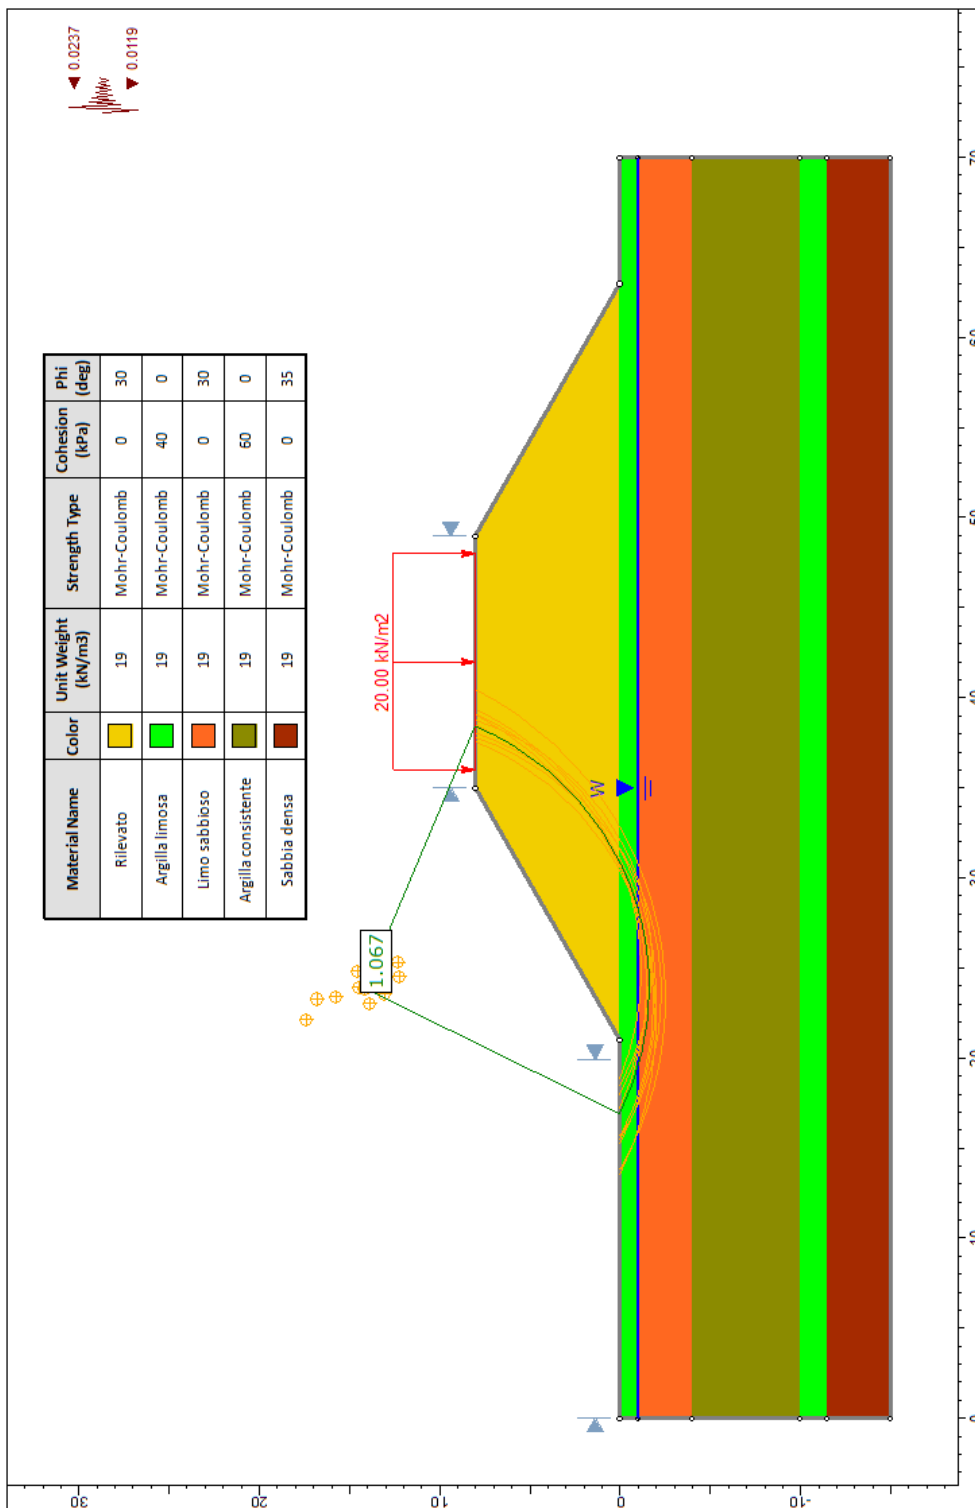 0.0237
0.0119
Material Name Color Unit Weight (kN/m3) Strength Type Cohesion (kPa) Phi (deg)
Rilevato 19 Mohr-Coulomb 0 30
Argilla limosa 19 Mohr-Coulomb 40 0
Limo sabbioso 19 Mohr-Coulomb 0 30
Argilla consistente 19 Mohr-Coulomb 60 0
Sabbia densa 19 Mohr-Coulomb 0 35
20.00 kN/m2
1.067
W
30
20
10
0
-10
0 10 20 30 40 50 60 70